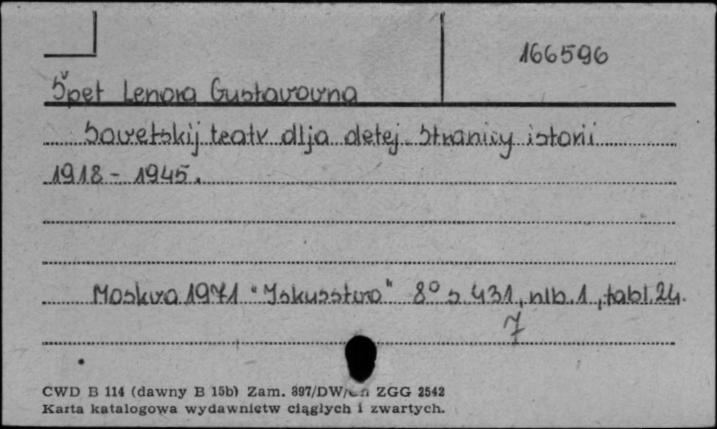 166596
Špet Lenora Gustavovna
Sovetskij teatr dlja detej. Stranicy istorii
1918 - 1945.
Moskva 1971 "Iskusstvo" 8° s 431, nlb. 1, tabl. 24.
7
CWD B 114 (dawny B 15b) Zam. 897/DW/ ZGG 2542
Karta katalogowa wydawnictw ciągłych i zwartych.